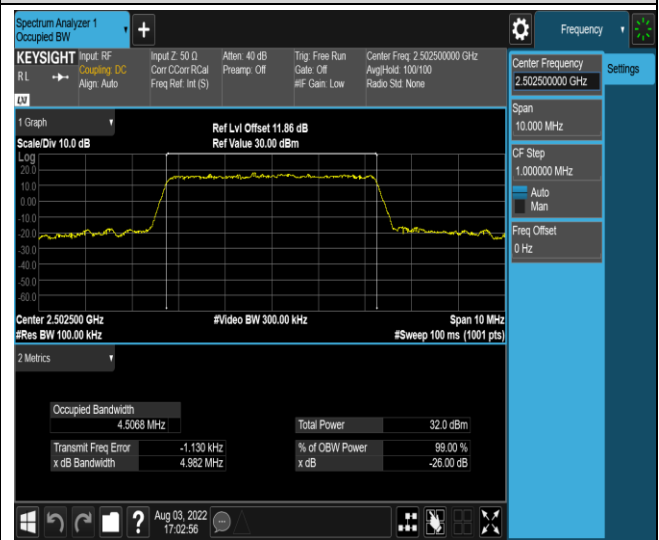 Spectrum Analyzer 1
Occupied BW
Frequency
KEYSIGHT
Input: RF
Coupling: DC
Align: Auto
Input Z: 50 Ω
Corr CCorr RCal
Freq Ref: Int (S)
Atten: 40 dB
Preamp: Off
Trig: Free Run
Gate: Off
#IF Gain: Low
Center Freq: 2.502500000 GHz
Avg|Hold: 100/100
Radio Std: None
R L
LXI
Center Frequency
2.502500000 GHz
Settings
Span
10.000 MHz
CF Step
1.000000 MHz
Auto
Man
Freq Offset
0 Hz
1 Graph
Scale/Div 10.0 dB
Ref Lvl Offset 11.86 dB
Ref Value 30.00 dBm
Log
20.0
10.0
0.00
-10.0
-20.0
-30.0
-40.0
-50.0
-60.0
Center 2.502500 GHz
#Video BW 300.00 kHz
Span 10 MHz
#Res BW 100.00 kHz
#Sweep 100 ms (1001 pts)
2 Metrics
Occupied Bandwidth
4.5068 MHz
Total Power 32.0 dBm
Transmit Freq Error -1.130 kHz
% of OBW Power 99.00 %
x dB Bandwidth 4.982 MHz
x dB -26.00 dB
Aug 03, 2022
17:02:56